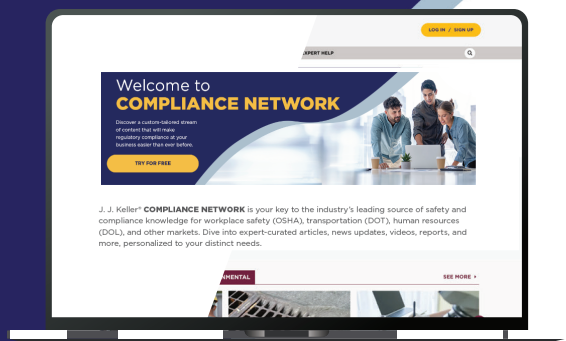 LOG IN / SIGN UP
EXPERT HELP
Welcome to
COMPLIANCE NETWORK
Discover a custom-tailored stream
of content that will make
regulatory compliance at your
business easier than ever before.
TRY FOR FREE
J. J. Keller® COMPLIANCE NETWORK is your key to the industry's leading source of safety and
compliance knowledge for workplace safety (OSHA), transportation (DOT), human resources
(DOL), and other markets. Dive into expert-curated articles, news updates, videos, reports, and
more, personalized to your distinct needs.
NMENTAL
SEE MORE